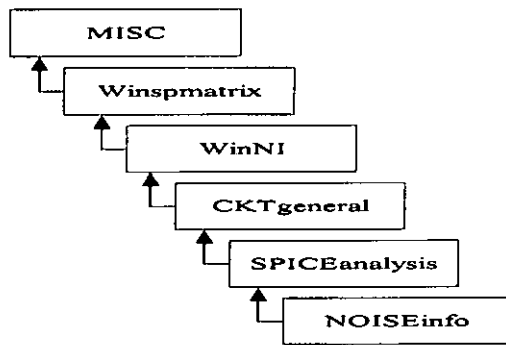 MISC
Winspmatrix
WinNI
CKTgeneral
SPICEanalysis
NOISEinfo